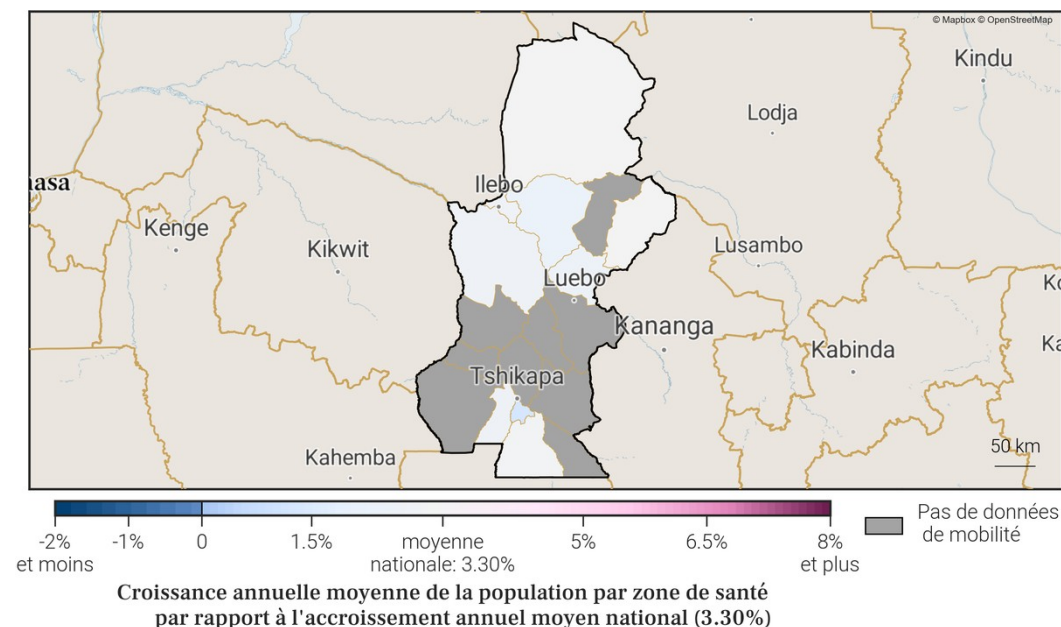 © Mapbox © OpenStreetMap
Kindu
Lodja
nasa
Ilebo
Kenge
Kikwit
Lusambo
Luebo
Ko
Kananga
Ka
Kabinda
Tshikapa
Kahemba
50 km
-2%
et moins
-1%
0
1.5%
moyenne
nationale: 3.30%
5%
6.5%
8%
et plus
Pas de données
de mobilité
Croissance annuelle moyenne de la population par zone de santé
par rapport à l'accroissement annuel moyen national (3.30%)